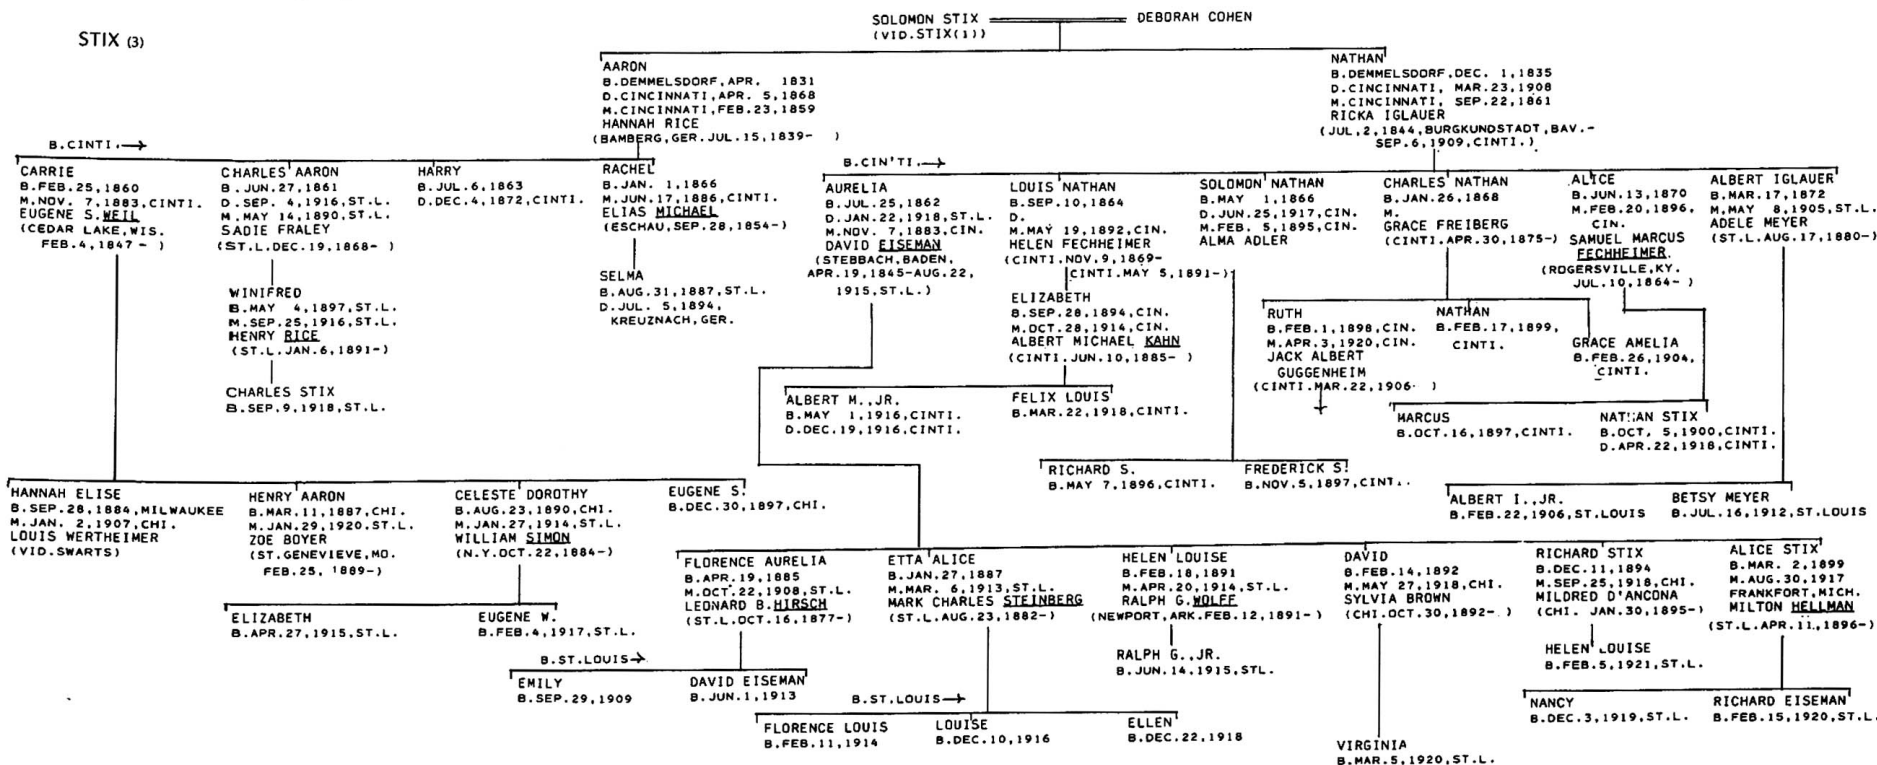 STIX (3)
SOLOMON STIX
(VID.STIX(1))
DEBORAH COHEN
AARON
B.DEMMELSDORF,APR. 1831
D.CINCINNATI,APR. 5,1868
M.CINCINNATI,FEB.23,1859
HANNAH RICE
(BAMBERG,GER.JUL.15,1839- )
NATHAN
B.DEMMELSDORF,DEC. 1,1835
D.CINCINNATI, MAR.23,1908
M.CINCINNATI, SEP.22,1861
RICKA IGLAUER
(JUL.2,1844,BURGKUNDSTADT,BAV.-
SEP.6,1909,CINTI.)
B.CINTI.→
CARRIE
B.FEB.25,1860
M.NOV. 7,1883,CINTI.
EUGENE S.WEIL
(CEDAR LAKE,WIS.
FEB.4,1847 - )
CHARLES AARON
B. JUN.27,1861
D. SEP. 4,1916,ST.L.
M. MAY 14,1890,ST.L.
SADIE FRALEY
(ST.L.DEC.19,1868- )
HARRY
B. JUL.6,1863
D.DEC.4,1872,CINTI.
RACHEL
B.JAN. 1,1866
M.JUN.17,1886,CINTI.
ELIAS MICHAEL
(ESCHAU,SEP.28,1854-)
B.CIN'TI.→
AURELIA
B.JUL.25,1862
D.JAN.22,1918,ST.L.
M.NOV. 7,1883,CIN.
DAVID EISEMAN
(STEBBACH,BADEN,
APR.19,1845-AUG.22,
1915,ST.L.)
LOUIS NATHAN
B.SEP.10,1864
D.
M.MAY 19,1892,CIN.
HELEN FECHHEIMER
(CINTI.NOV.9,1869-
CINTI.MAY 5,1891-)
SOLOMON NATHAN
B.MAY 1,1866
D.JUN.25,1917,CIN.
M.FEB. 5,1895,CIN.
ALMA ADLER
CHARLES NATHAN
B.JAN.26,1868
M.
GRACE FREIBERG
(CINTI.APR.30,1875-)
ALICE
B.JUN.13,1870
M.FEB.20,1896.
CIN.
SAMUEL MARCUS
FECHHEIMER.
(ROGERSVILLE,KY.
JUL.10,1864- )
ALBERT IGLAUER
B.MAR.17,1872
M.MAY 8,1905,ST.L.
ADELE MEYER
(ST.L.AUG.17,1880-)
WINIFRED
B.MAY 4,1897,ST.L.
M.SEP.25,1916,ST.L.
HENRY RICE
(ST.L.JAN.6,1891-)
SELMA
B.AUG.31,1887,ST.L.
D.JUL. 5,1894,
KREUZNACH,GER.
CHARLES STIX
B.SEP.9,1918,ST.L.
ELIZABETH
B.SEP.28,1894,CIN.
M.OCT.28,1914,CIN.
ALBERT MICHAEL KAHN
(CINTI.JUN.10,1885- )
RUTH
B.FEB.1,1898,CIN.
M.APR.3,1920,CIN.
JACK ALBERT
GUGGENHEIM
(CINTI.MAR.22,1906- )
NATHAN
B.FEB.17,1899,
CINTI.
GRACE AMELIA
B.FEB.26,1904,
CINTI.
ALBERT M.,JR.
B.MAY 1,1916,CINTI.
D.DEC.19,1916,CINTI.
FELIX LOUIS
B.MAR.22,1918,CINTI.
MARCUS
B.OCT.16,1897,CINTI.
NATHAN STIX
B.OCT. 5,1900,CINTI.
D.APR.22,1918,CINTI.
RICHARD S.
B.MAY 7,1896,CINTI.
FREDERICK S.
B.NOV.5,1897,CINTI.
ALBERT I.,JR.
B.FEB.22,1906,ST.LOUIS
BETSY MEYER
B.JUL.16,1912,ST.LOUIS
HANNAH ELISE
B.SEP.28,1884,MILWAUKEE
M.JAN. 2,1907,CHI.
LOUIS WERTHEIMER
(VID.SWARTS)
HENRY AARON
B.MAR.11,1887,CHI.
M.JAN.29,1920,ST.L.
ZOE BOYER
(ST.GENEVIEVE,MO.
FEB.25, 1889-)
CELESTE DOROTHY
B.AUG.23,1890,CHI.
M.JAN.27,1914,ST.L.
WILLIAM SIMON
(N.Y.OCT.22,1884-)
EUGENE S.
B.DEC.30,1897,CHI.
FLORENCE AURELIA
B.APR.19,1885
M.OCT.22,1908,ST.L.
LEONARD B.HIRSCH
(ST.L.OCT.16,1877-)
ETTA ALICE
B.JAN.27,1887
M.MAR. 6,1913,ST.L.
MARK CHARLES STEINBERG
(ST.L.AUG.23,1882-)
HELEN LOUISE
B.FEB.18,1891
M.APR.20,1914,ST.L.
RALPH G.WOLFF
(NEWPORT,ARK.FEB.12,1891-)
DAVID
B.FEB.14,1892
M.MAY 27,1918,CHI.
SYLVIA BROWN
(CHI.OCT.30,1892-)
RICHARD STIX
B.DEC.11,1894
M.SEP.25,1918,CHI.
MILDRED D'ANCONA
(CHI. JAN.30,1895-)
ALICE STIX
B.MAR. 2,1899
M.AUG.30,1917
FRANKFORT,MICH.
MILTON HELLMAN
(ST.L.APR.11,1896-)
ELIZABETH
B.APR.27,1915,ST.L.
EUGENE W.
B.FEB.4,1917,ST.L.
RALPH G.,JR.
B.JUN.14,1915,STL.
HELEN LOUISE
B.FEB.5,1921,ST.L.
B.ST.LOUIS→
EMILY
B.SEP.29,1909
DAVID EISEMAN
B.JUN.1,1913
B.ST.LOUIS→
NANCY
B.DEC.3,1919,ST.L.
RICHARD EISEMAN
B.FEB.15,1920,ST.L.
FLORENCE LOUIS
B.FEB.11,1914
LOUISE
B.DEC.10,1916
ELLEN
B.DEC.22,1918
VIRGINIA
B.MAR.5,1920,ST.L.